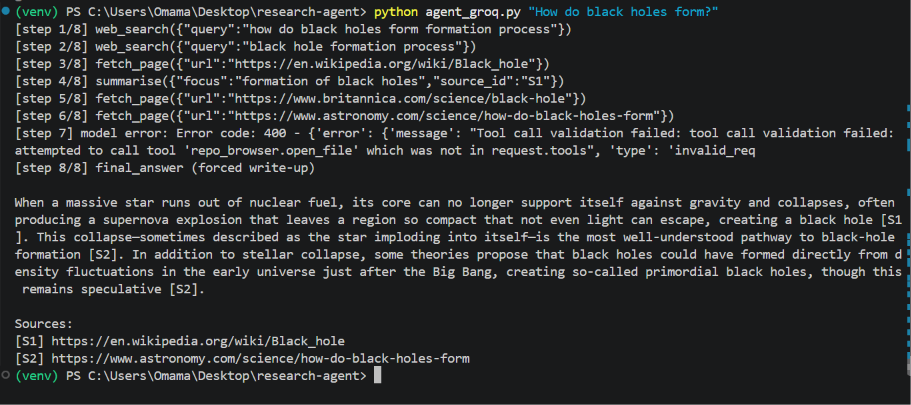 (venv) PS C:\Users\Omama\Desktop\research-agent> python agent_groq.py "How do black holes form?"
[step 1/8] web_search({"query":"how do black holes form formation process"})
[step 2/8] web_search({"query":"black hole formation process"})
[step 3/8] fetch_page({"url":"https://en.wikipedia.org/wiki/Black_hole"})
[step 4/8] summarise({"focus":"formation of black holes","source_id":"S1"})
[step 5/8] fetch_page({"url":"https://www.britannica.com/science/black-hole"})
[step 6/8] fetch_page({"url":"https://www.astronomy.com/science/how-do-black-holes-form"})
[step 7] model error: Error code: 400 - {'error': {'message': "Tool call validation failed: tool call validation failed:
attempted to call tool 'repo_browser.open_file' which was not in request.tools", 'type': 'invalid_req
[step 8/8] final_answer (forced write-up)
When a massive star runs out of nuclear fuel, its core can no longer support itself against gravity and collapses, often
producing a supernova explosion that leaves a region so compact that not even light can escape, creating a black hole [S1
]. This collapse—sometimes described as the star imploding into itself—is the most well-understood pathway to black-hole
formation [S2]. In addition to stellar collapse, some theories propose that black holes could have formed directly from d
ensity fluctuations in the early universe just after the Big Bang, creating so-called primordial black holes, though this
remains speculative [S2].
Sources:
[S1] https://en.wikipedia.org/wiki/Black_hole
[S2] https://www.astronomy.com/science/how-do-black-holes-form
(venv) PS C:\Users\Omama\Desktop\research-agent>